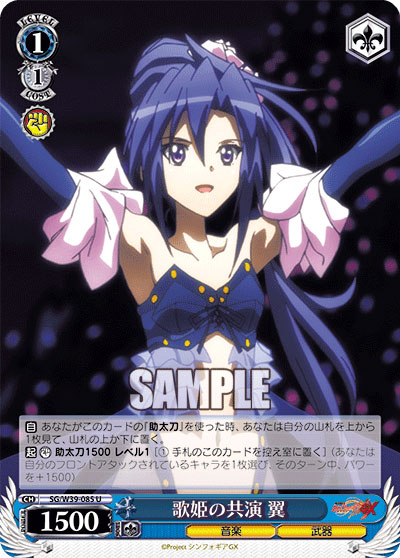 LEVEL
1
1
COST
SAMPLE
自 あなたがこのカードの「助太刀」を使った時、あなたは自分の山札を上から
1枚見て、山札の上か下に置く。
起 助太刀1500 レベル1 [① 手札のこのカードを控え室に置く] (あなたは
自分のフロントアタックされているキャラを1枚選び、そのターン中、パワー
を+1500)
CH SG/W39-085 U
1500
歌姫の共演 翼
音楽 武器
©Project シンフォギアGX